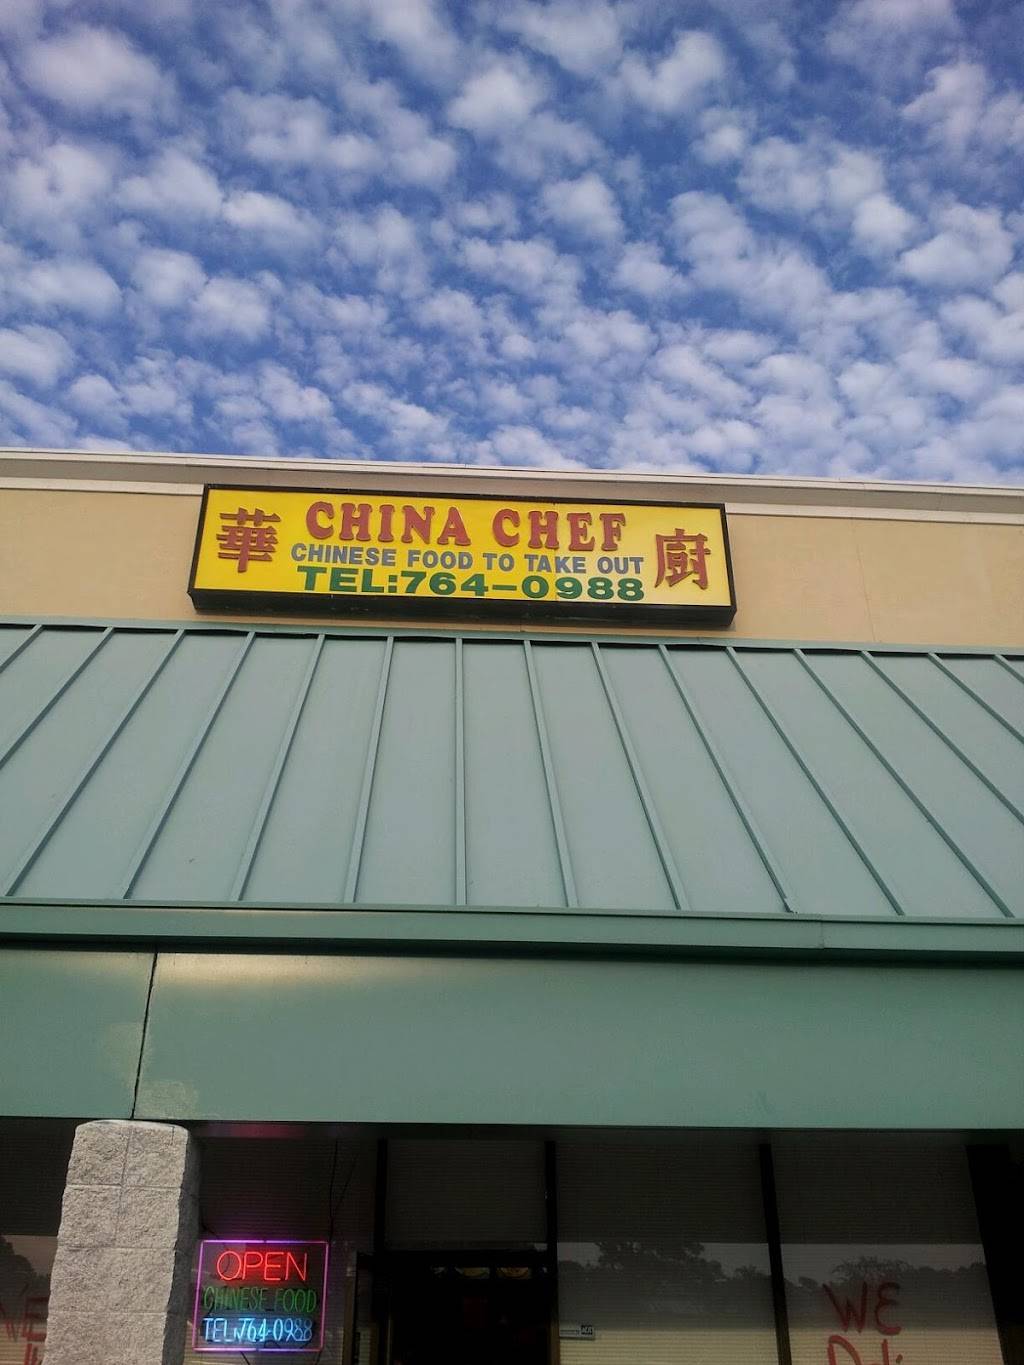 華 CHINA CHEF 廚
CHINESE FOOD TO TAKE OUT
TEL:764-0988
OPEN
CHINESE FOOD
TEL:764-0988
WE
WE